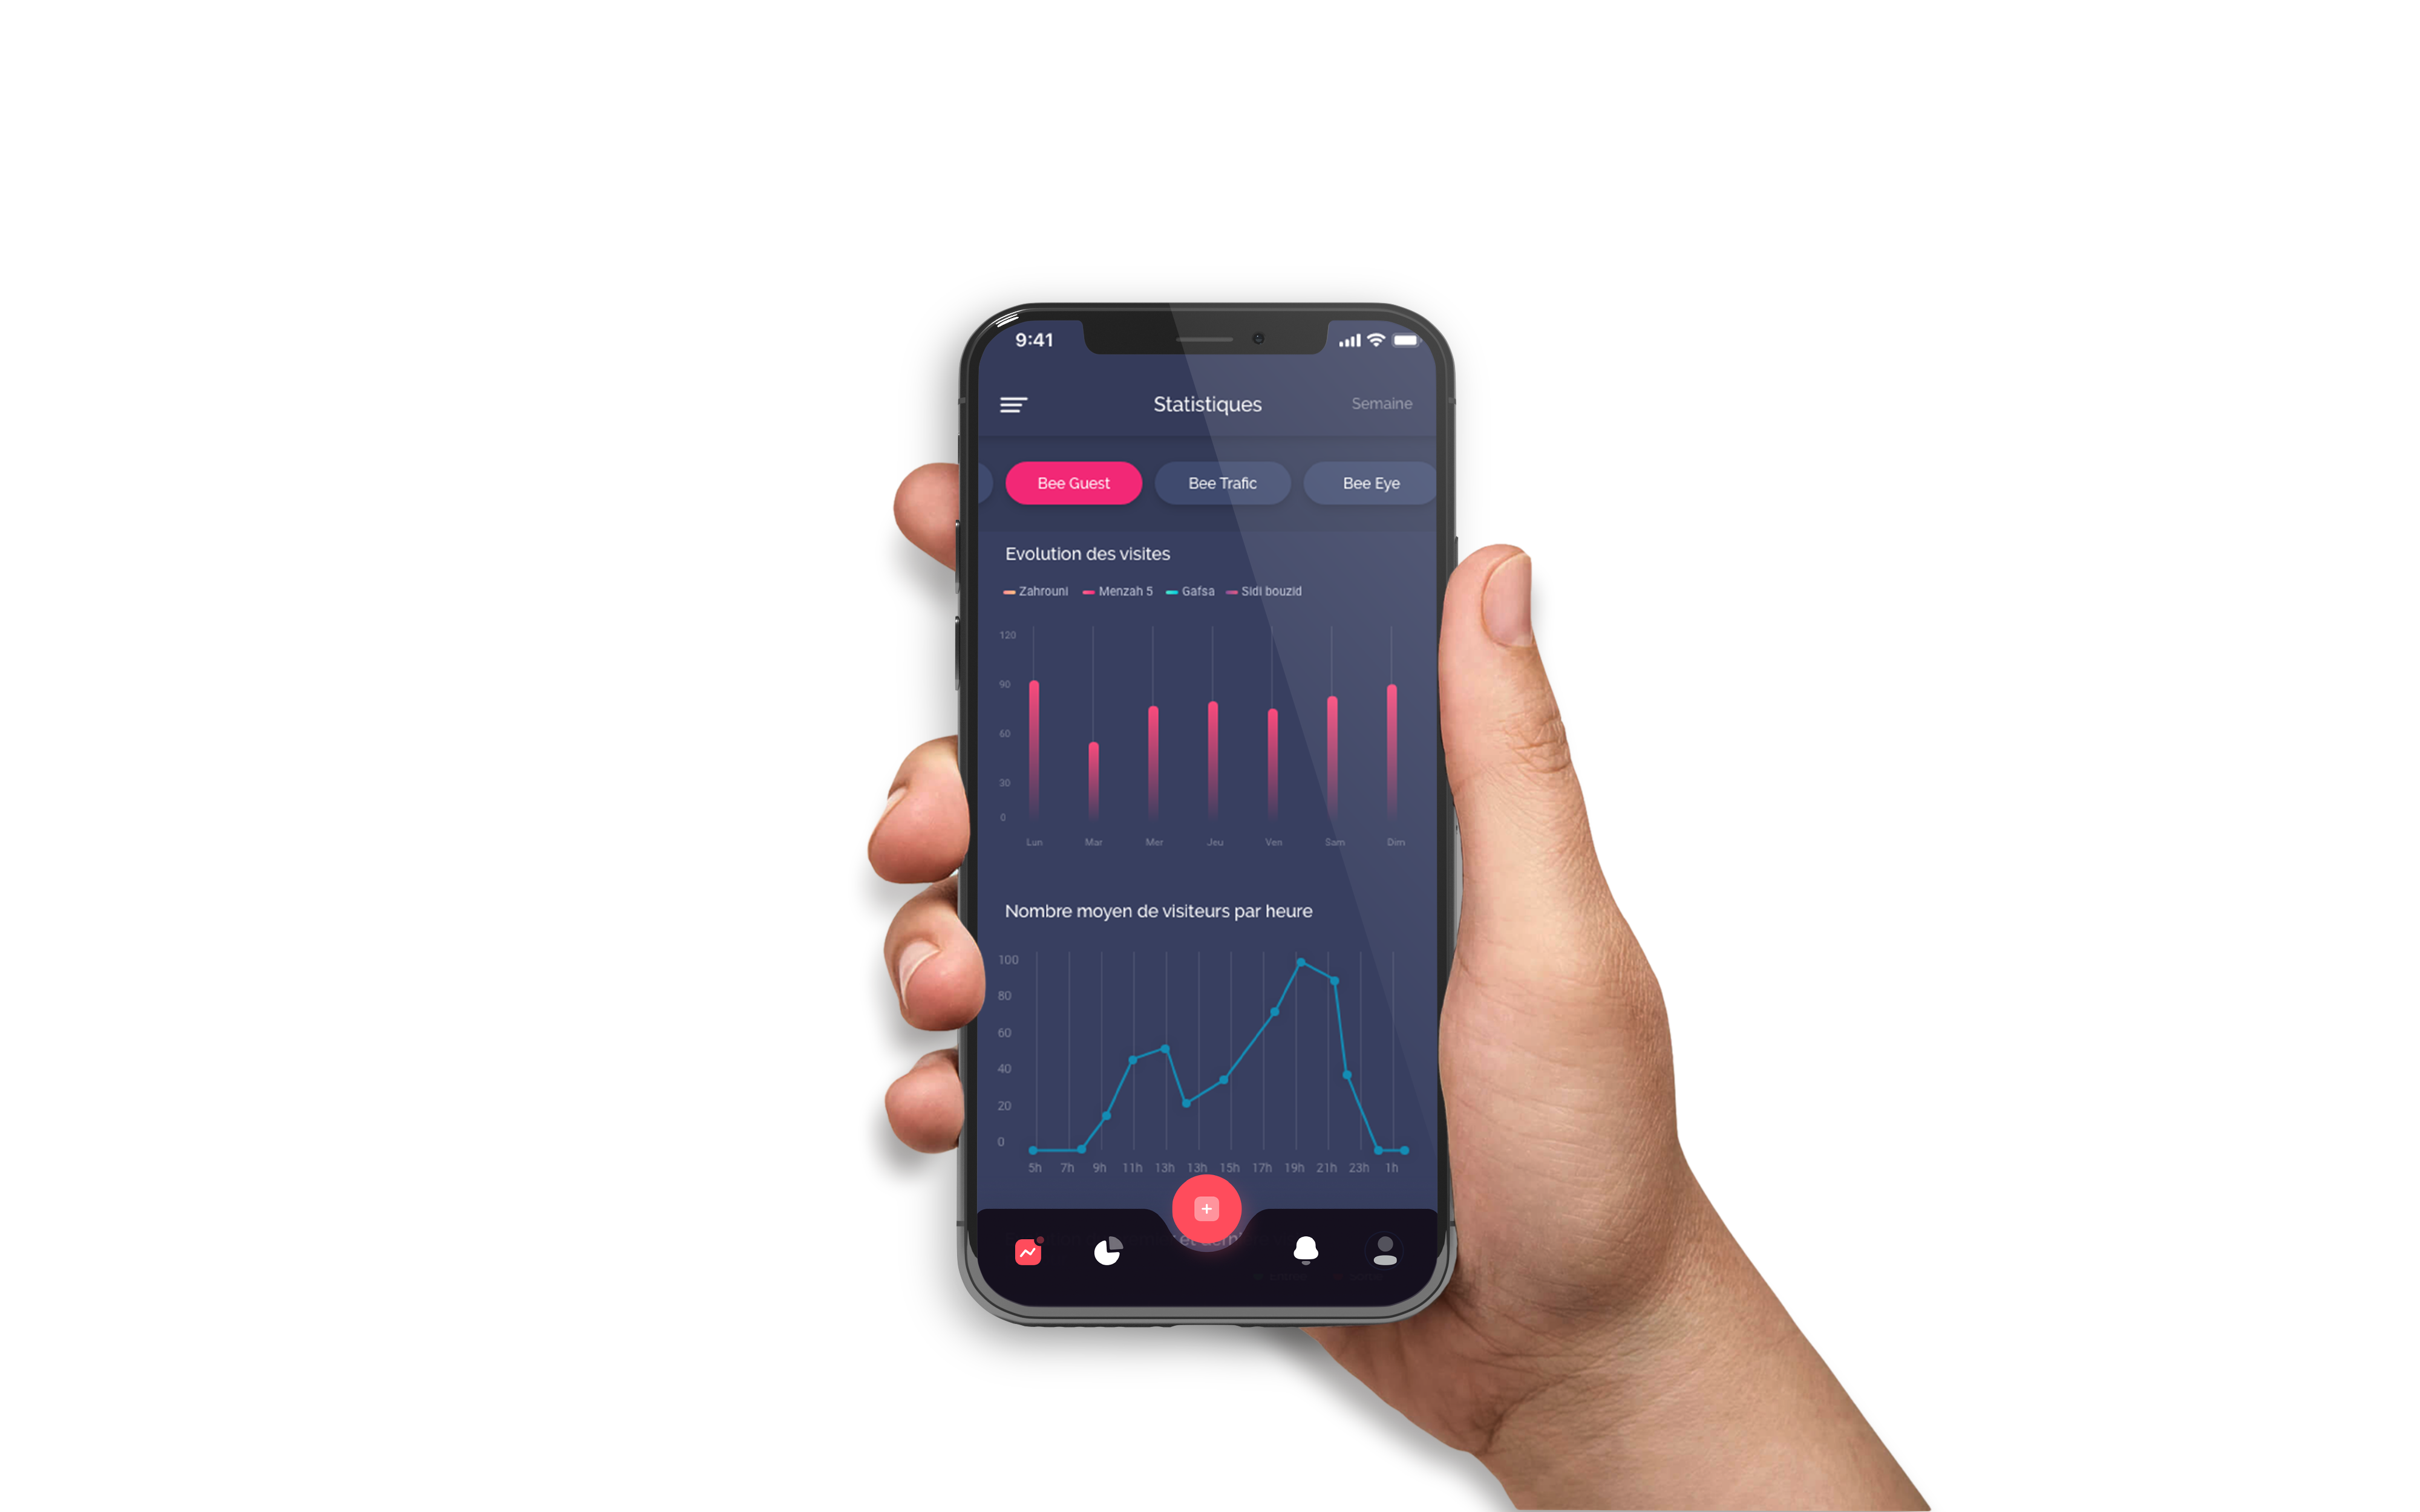 9:41
Statistiques
Semaine
Bee Guest
Bee Trafic
Bee Eye
Evolution des visites
Zahrouni Menzah 5 Gafsa Sidi bouzid
120
90
60
30
0
Lun Mar Mer Jeu Ven Sam Dim
Nombre moyen de visiteurs par heure
100
80
60
40
20
0
5h 7h 9h 11h 13h 13h 15h 17h 19h 21h 23h 1h